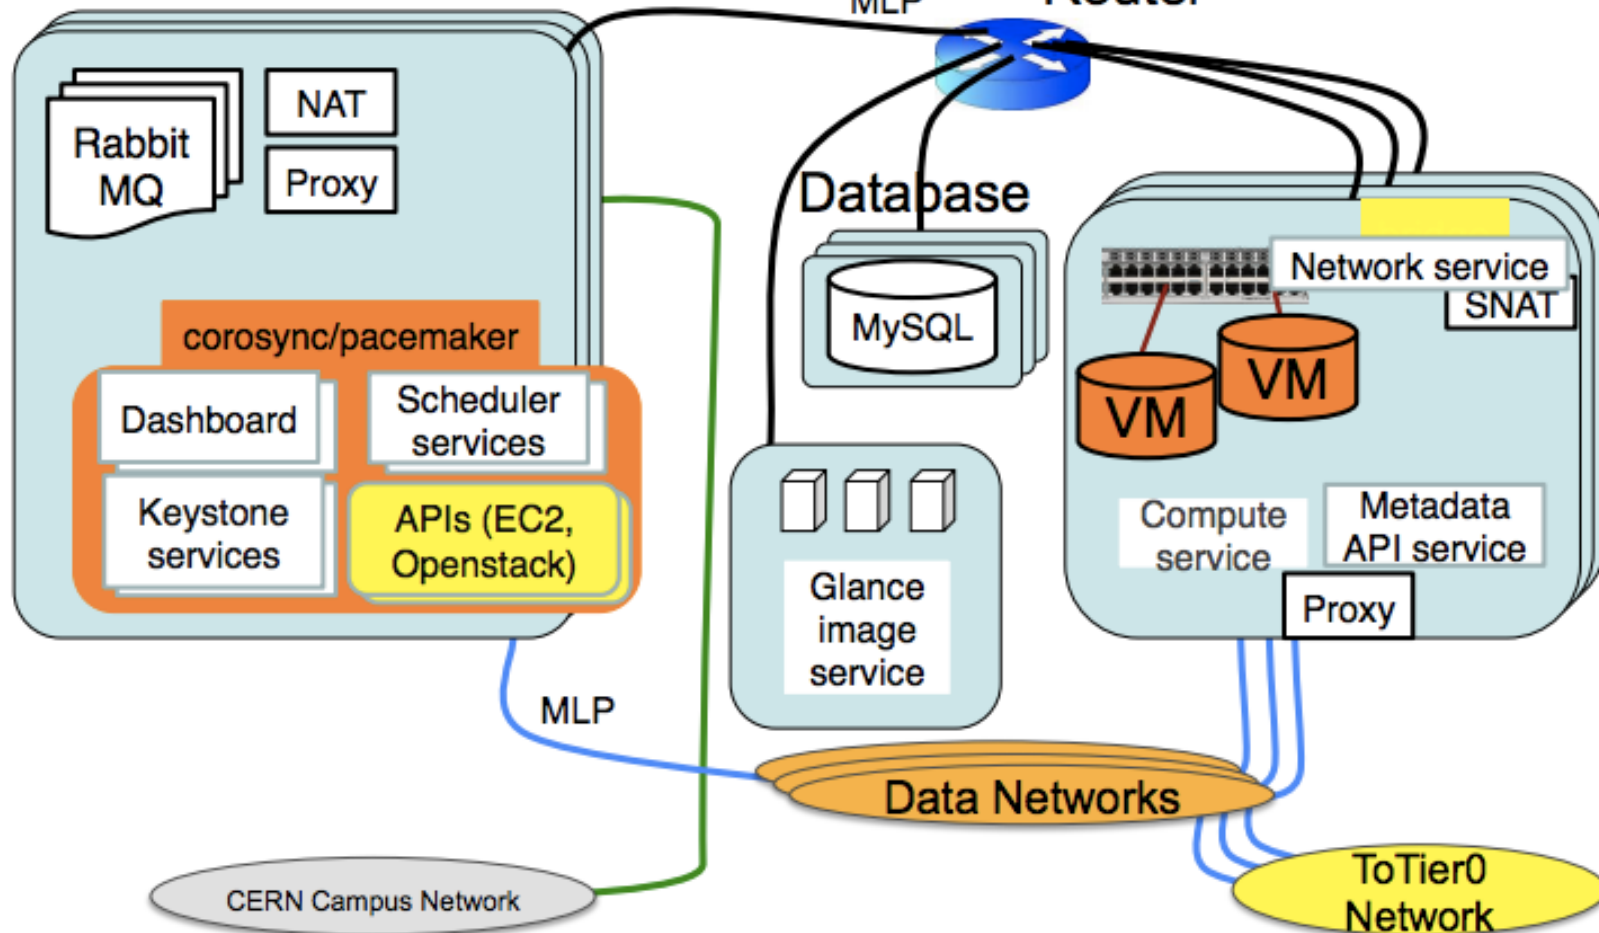 MLP
Router
Rabbit
MQ
NAT
Proxy
corosync/pacemaker
Dashboard
Scheduler
services
Keystone
services
APIs (EC2,
Openstack)
Database
MySQL
Glance
image
service
Network service
SNAT
VM
VM
Compute
service
Metadata
API service
Proxy
MLP
Data Networks
CERN Campus Network
ToTier0
Network